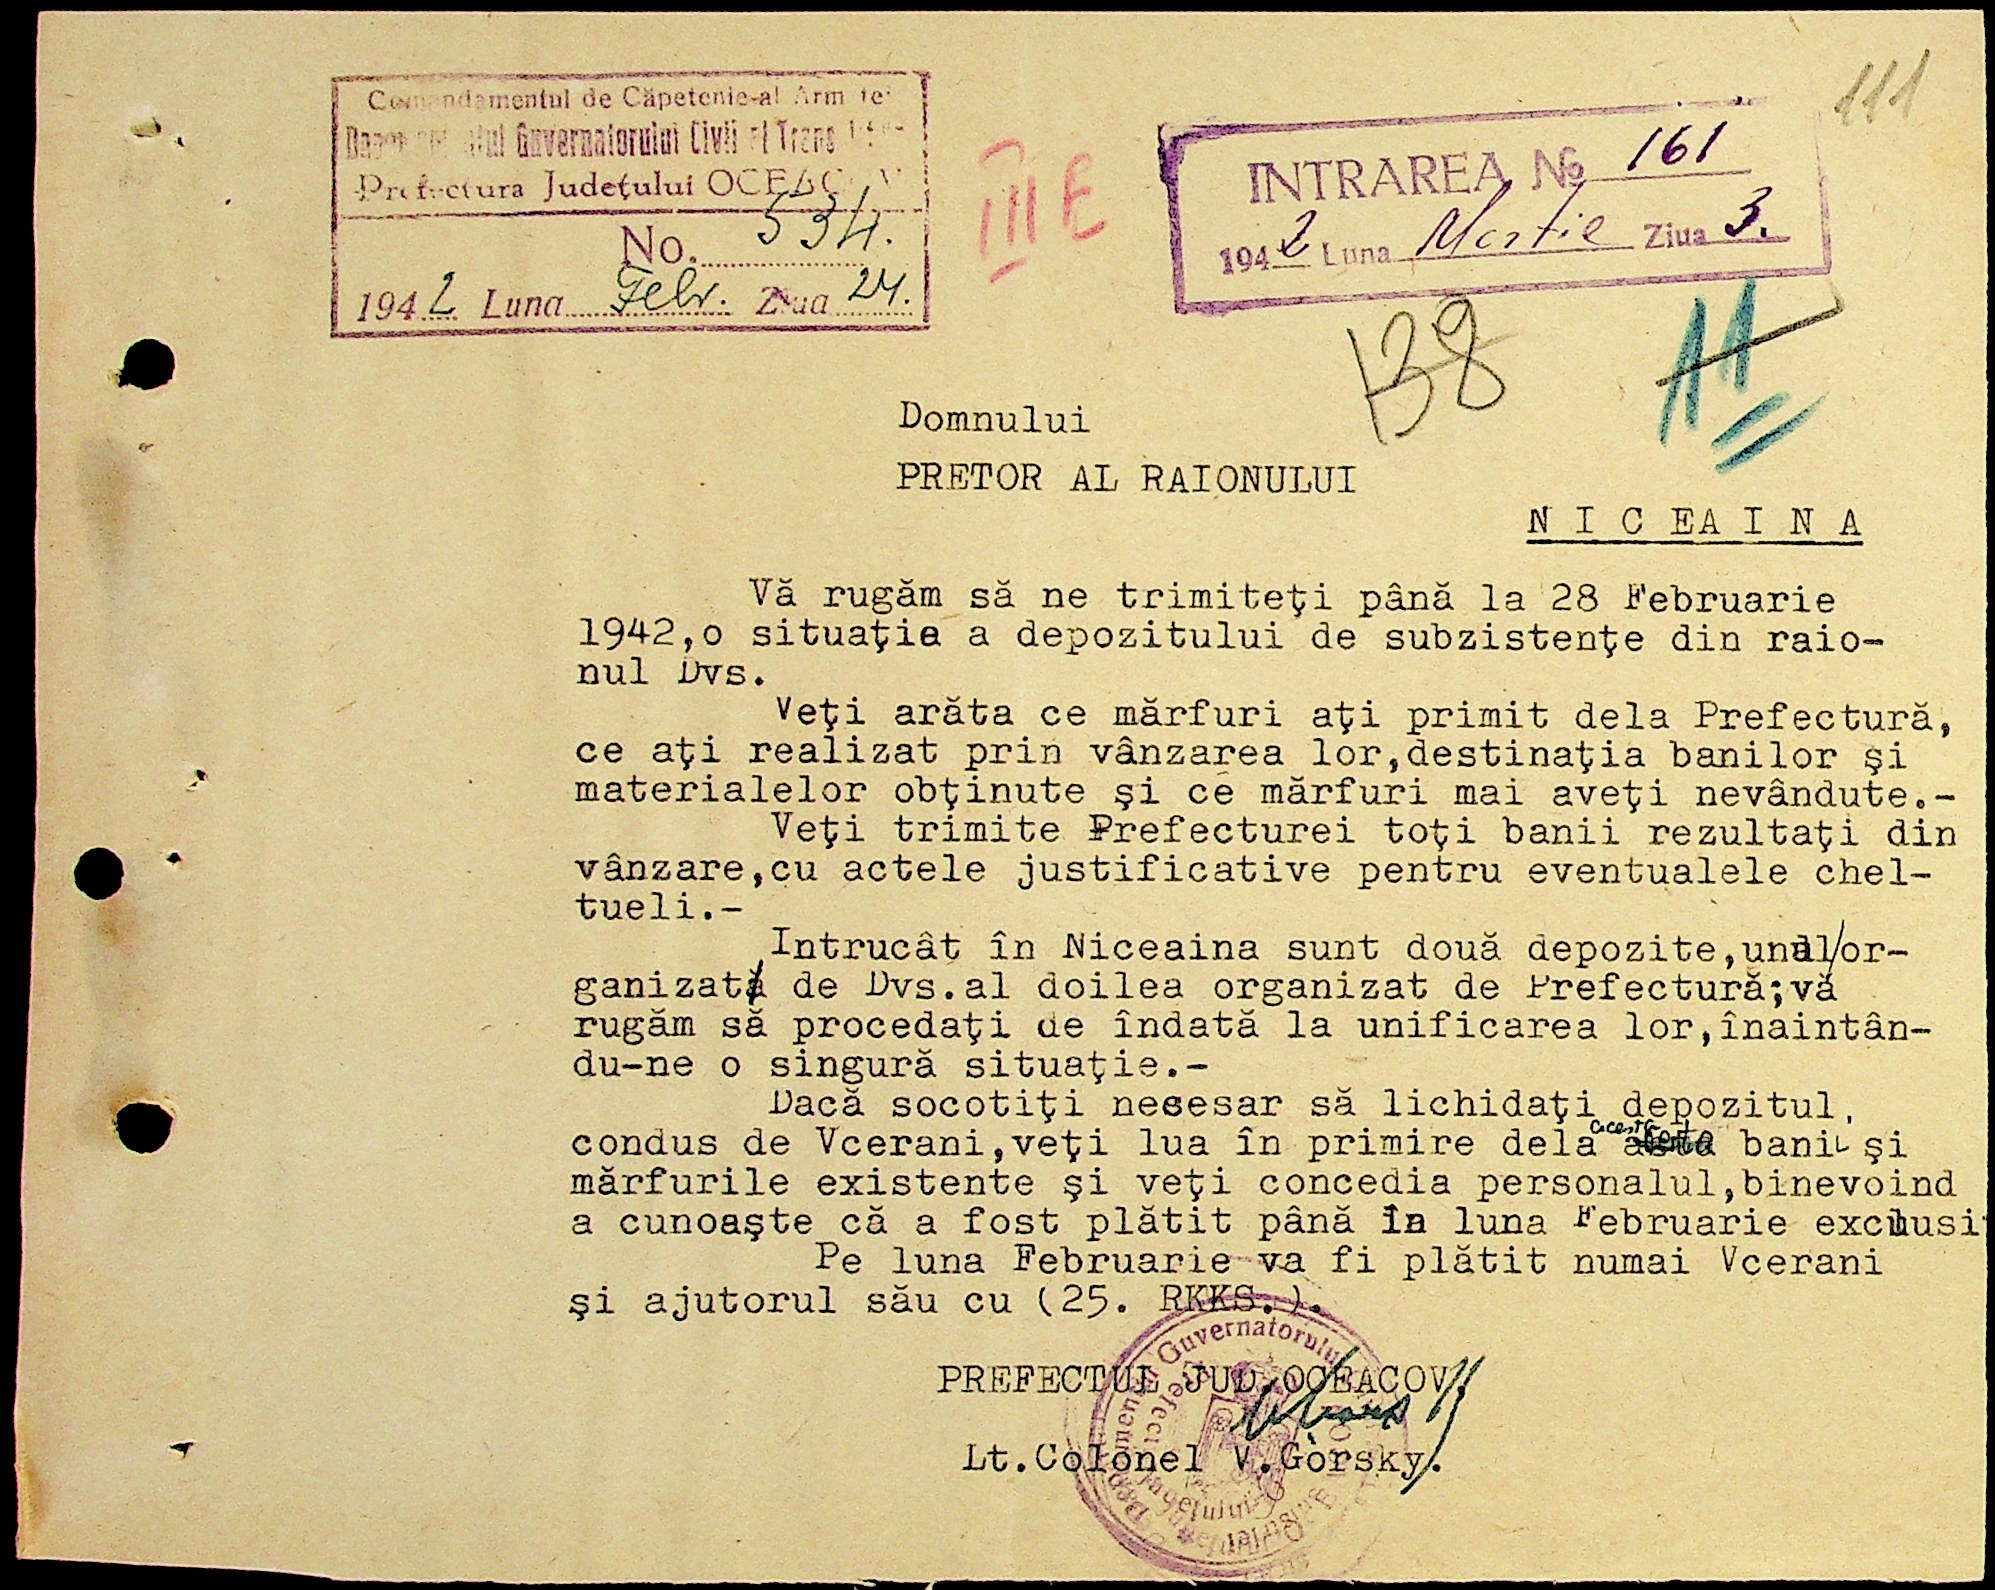 111
Comandamentul de Căpetenie al Armatei
Guvernatorului Civil al
Prefectura Judeţului OCEACOV
No. 534.
1942 Luna Febr. Ziua 24.
III E
INTRAREA No 161
1942 Luna Martie Ziua 3.
138
11
Domnului
PRETOR AL RAIONULUI
N I C EA I N A
Vă rugăm să ne trimiteţi până la 28 Februarie
1942,o situaţie a depozitului de subzistenţe din raio-
nul Dvs.
Veţi arăta ce mărfuri aţi primit dela Prefectură,
ce aţi realizat prin vânzarea lor,destinaţia banilor şi
materialelor obţinute şi ce mărfuri mai aveţi nevândute.-
Veţi trimite Prefecturei toţi banii rezultaţi din
vânzare,cu actele justificative pentru eventualele chel-
tueli.-
Intrucât în Niceaina sunt două depozite,unul or-
ganizat de Dvs.al doilea organizat de Prefectură;vă
rugăm să procedaţi de îndată la unificarea lor,înaintân-
du-ne o singură situaţie.-
Dacă socotiţi necesar să lichidaţi depozitul,
condus de Vcerani,veţi lua în primire dela acesta banii şi
mărfurile existente şi veţi concedia personalul,binevoind
a cunoaşte că a fost plătit până în luna Februarie exclusi
Pe luna Februarie va fi plătit numai Vcerani
şi ajutorul său cu (25. RKKS.).
PREFECTUL JUD.OCEACOV
Lt.Colonel V.Gorsky.
Guvernatorului
Judeţului